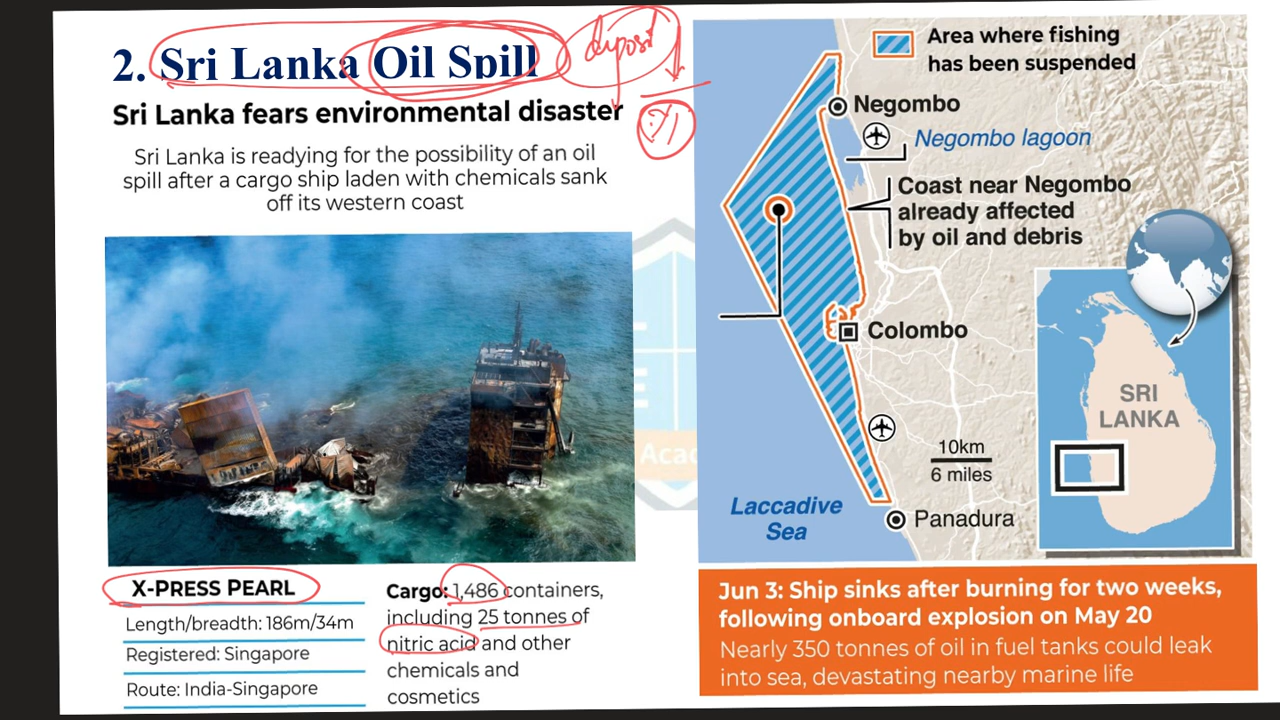 2. Sri Lanka Oil Spill
Sri Lanka fears environmental disaster
Sri Lanka is readying for the possibility of an oil
spill after a cargo ship laden with chemicals sank
off its western coast
X-PRESS PEARL
Length/breadth: 186m/34m
Registered: Singapore
Route: India-Singapore
Cargo: 1,486 containers,
including 25 tonnes of
nitric acid and other
chemicals and
cosmetics
Area where fishing
has been suspended
Negombo
Negombo lagoon
Coast near Negombo
already affected
by oil and debris
Colombo
SRI
LANKA
10km
6 miles
Laccadive
Sea
Panadura
Jun 3: Ship sinks after burning for two weeks,
following onboard explosion on May 20
Nearly 350 tonnes of oil in fuel tanks could leak
into sea, devastating nearby marine life